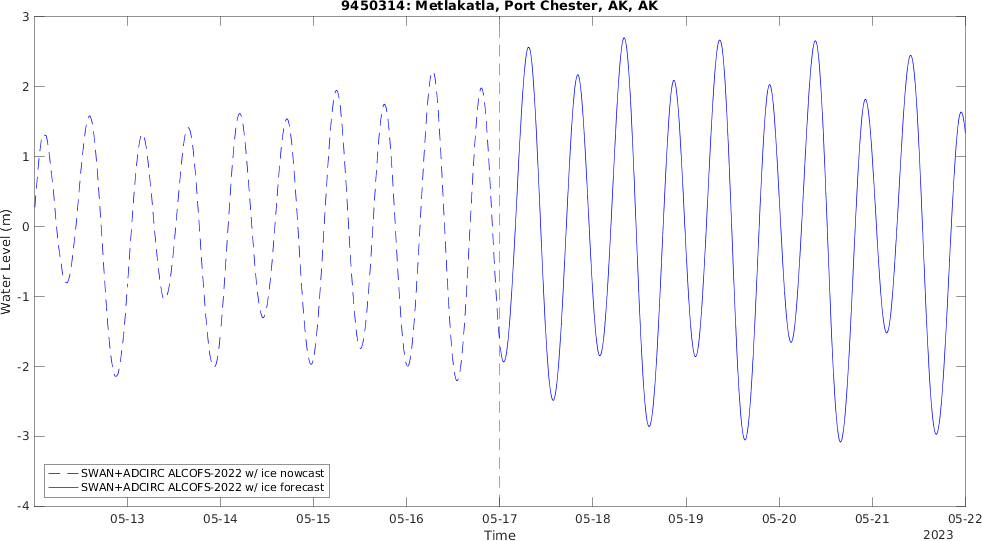 9450314: Metlakatla, Port Chester, AK, AK
3
2
1
0
-1
-2
-3
-4
Water Level (m)
SWAN+ADCIRC ALCOFS-2022 w/ ice nowcast
SWAN+ADCIRC ALCOFS-2022 w/ ice forecast
05-13 05-14 05-15 05-16 05-17 05-18 05-19 05-20 05-21 05-22
Time
2023